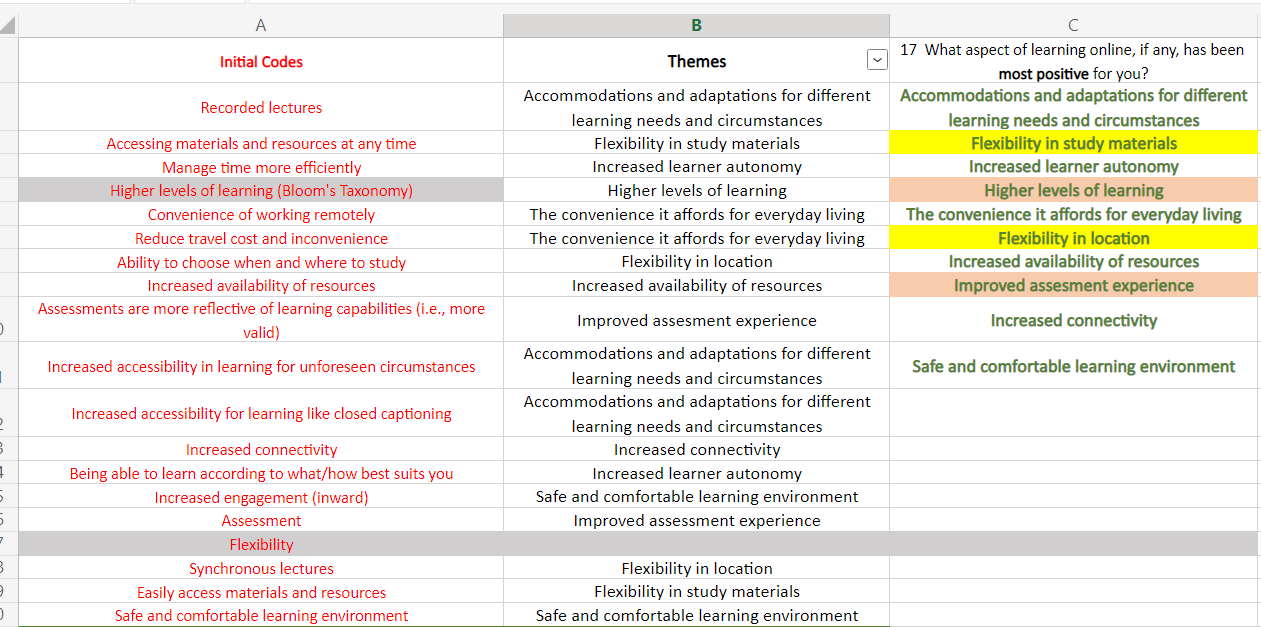 A B C
Initial Codes Themes 17 What aspect of learning online, if any, has been
most positive for you?
Recorded lectures Accommodations and adaptations for different Accommodations and adaptations for different
learning needs and circumstances learning needs and circumstances
Accessing materials and resources at any time Flexibility in study materials Flexibility in study materials
Manage time more efficiently Increased learner autonomy Increased learner autonomy
Higher levels of learning (Bloom's Taxonomy) Higher levels of learning Higher levels of learning
Convenience of working remotely The convenience it affords for everyday living The convenience it affords for everyday living
Reduce travel cost and inconvenience The convenience it affords for everyday living Flexibility in location
Ability to choose when and where to study Flexibility in location Increased availability of resources
Increased availability of resources Increased availability of resources Improved assesment experience
Assessments are more reflective of learning capabilities (i.e., more
valid) Improved assesment experience Increased connectivity
Increased accessibility in learning for unforeseen circumstances Accommodations and adaptations for different
learning needs and circumstances Safe and comfortable learning environment
Increased accessibility for learning like closed captioning Accommodations and adaptations for different
learning needs and circumstances
Increased connectivity Increased connectivity
Being able to learn according to what/how best suits you Increased learner autonomy
Increased engagement (inward) Safe and comfortable learning environment
Assessment Improved assessment experience
Flexibility
Synchronous lectures Flexibility in location
Easily access materials and resources Flexibility in study materials
Safe and comfortable learning environment Safe and comfortable learning environment